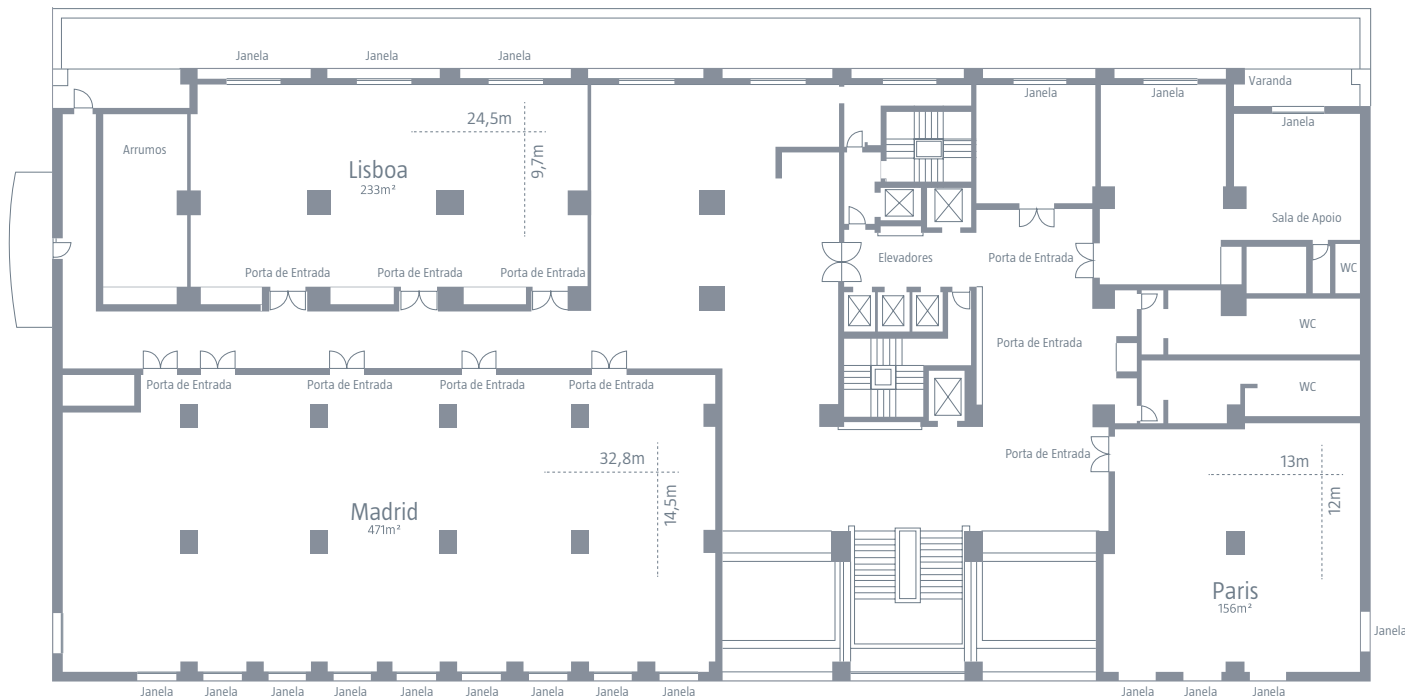 Janela
Janela
Janela
Varanda
Janela
Janela
Janela
24,5m
9,7m
Arrumos
Lisboa
233m²
Sala de Apoio
Elevadores
Porta de Entrada
WC
Porta de Entrada
Porta de Entrada
Porta de Entrada
WC
Porta de Entrada
Porta de Entrada
Porta de Entrada
Porta de Entrada
Porta de Entrada
WC
Porta de Entrada
32,8m
14,5m
13m
12m
Madrid
471m²
Paris
156m²
Janela
Janela
Janela
Janela
Janela
Janela
Janela
Janela
Janela
Janela
Janela
Janela
Janela